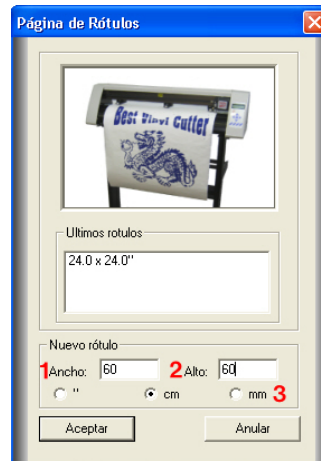 Página de Rótulos
Best Vinyl Cutter
Ultimos rotulos
24.0 x 24.0"
Nuevo rótulo
1 Ancho: 60 2 Alto: 60
" cm mm 3
Aceptar Anular